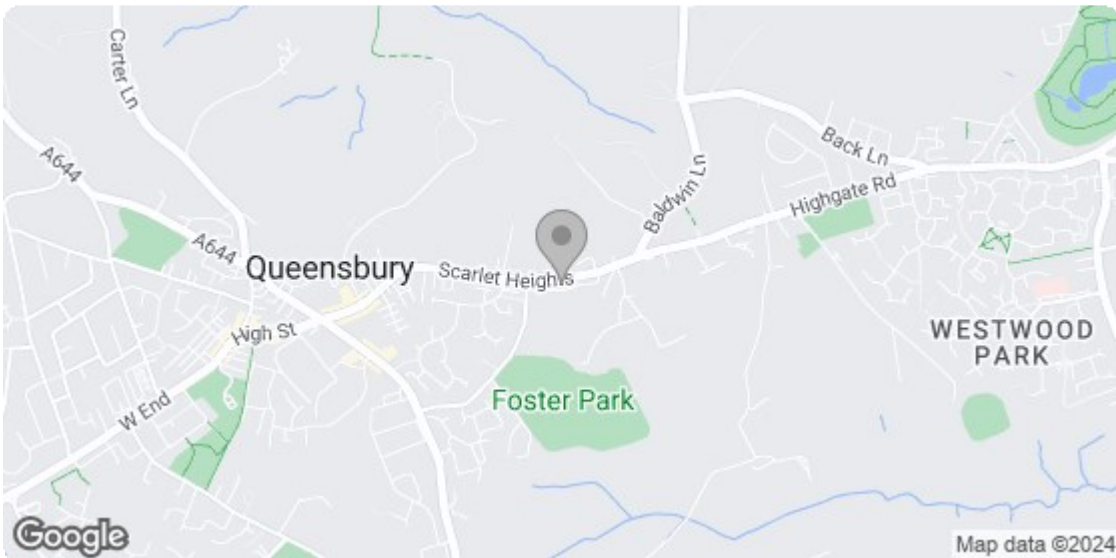 Carter Ln
A644
A644
Queensbury
High St
W End
Scarlet Heights
Baldwin Ln
Back Ln
Highgate Rd
WESTWOOD
PARK
Foster Park
Google
Map data ©2024